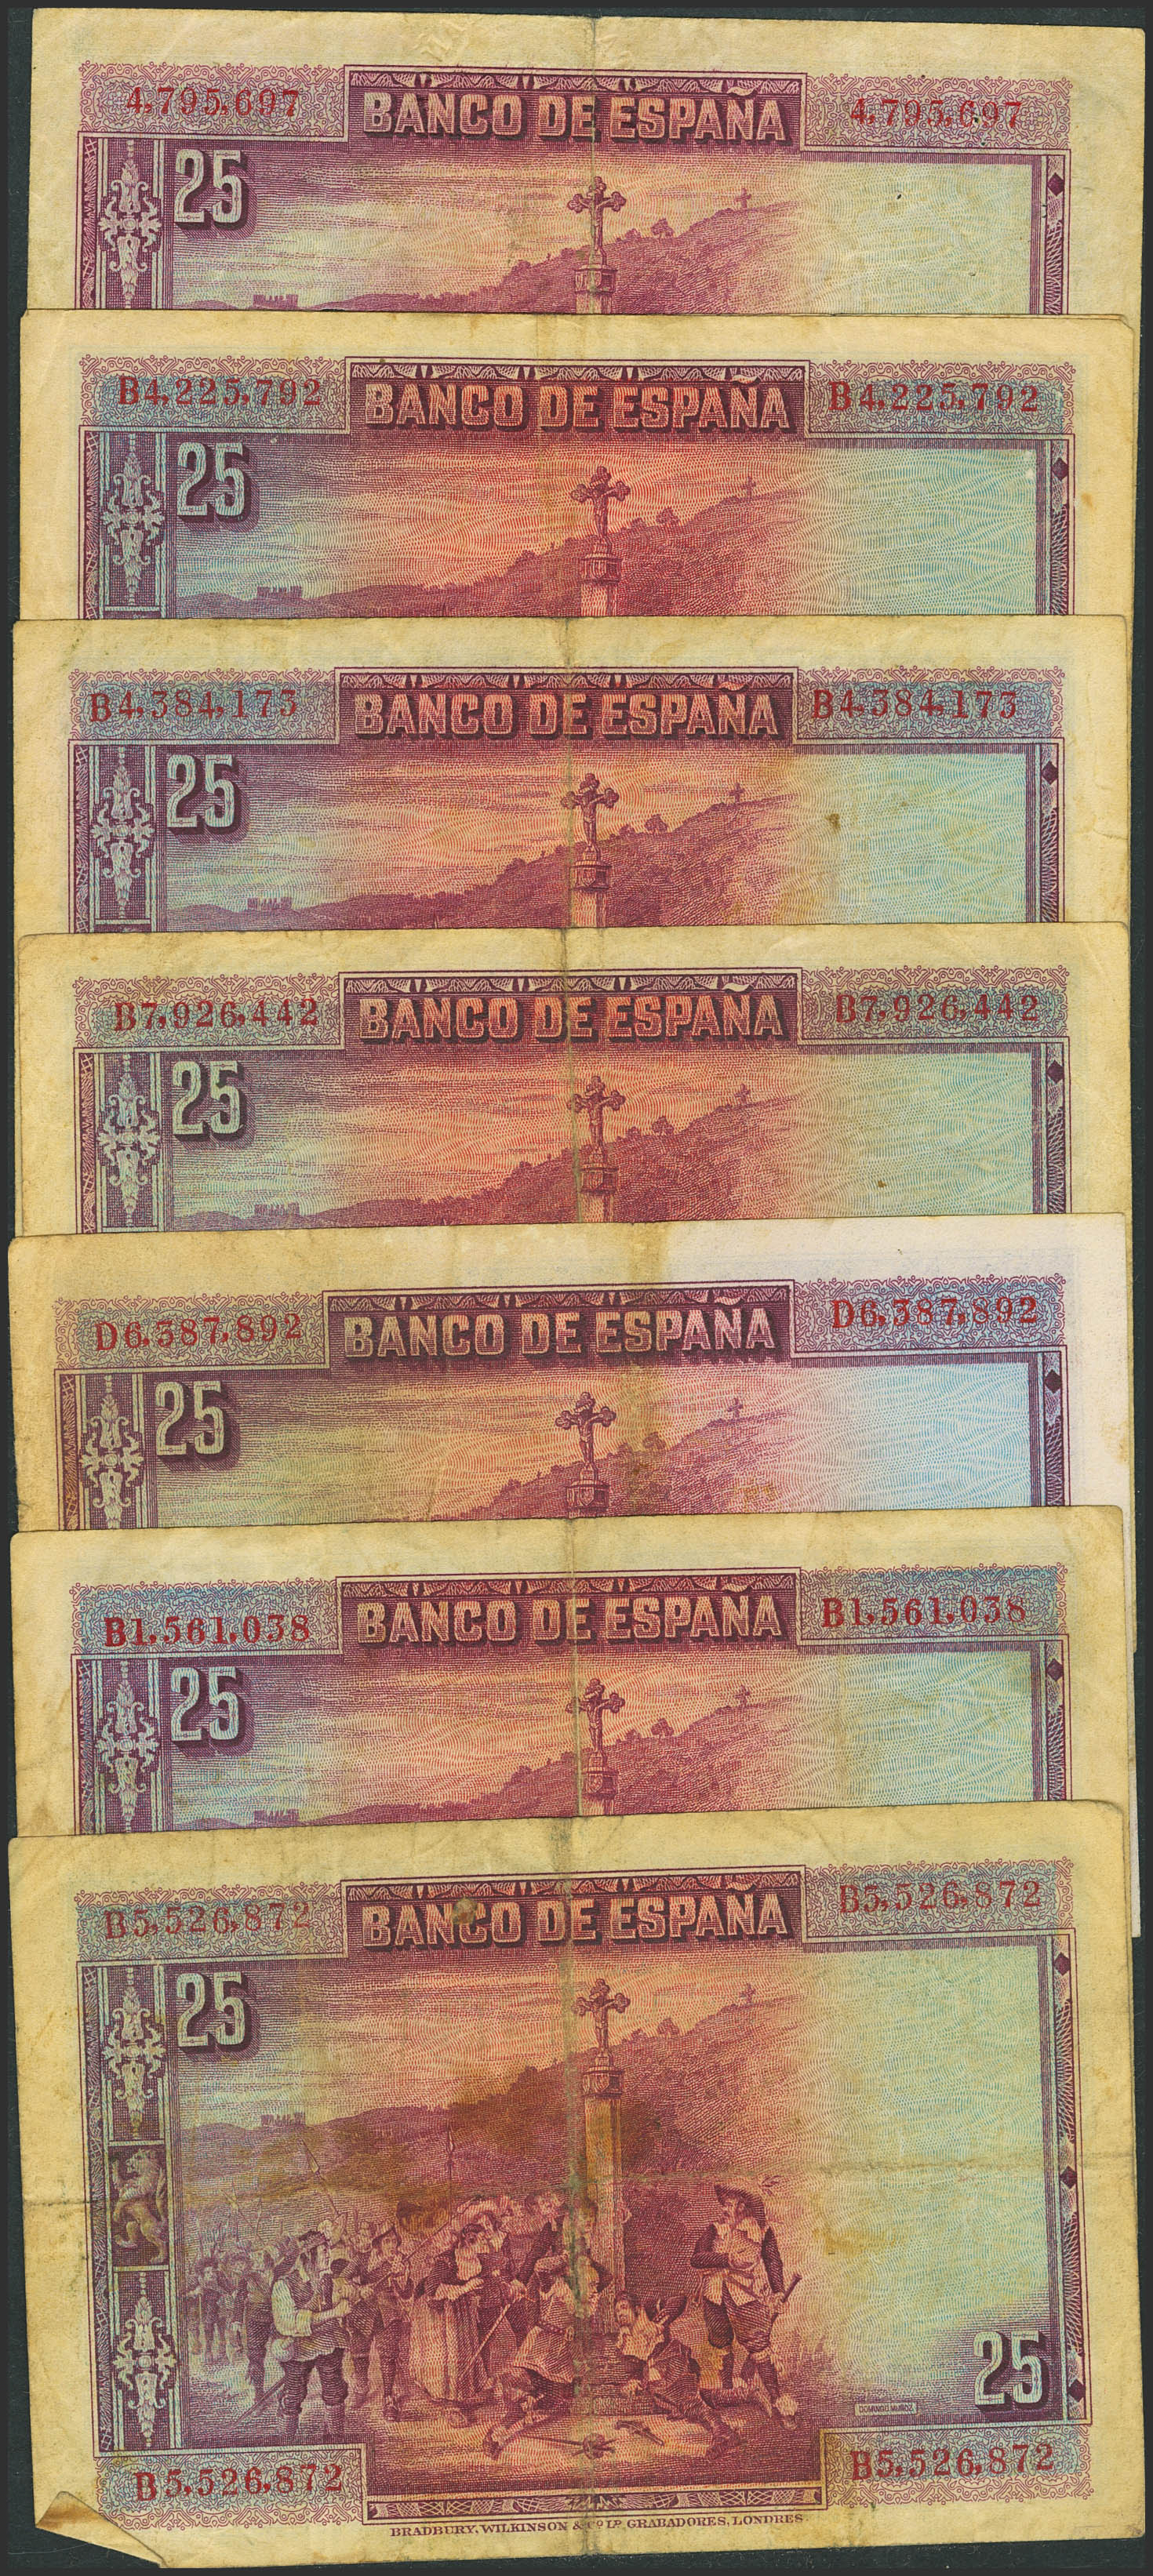 4,795,697 BANCO DE ESPAÑA 4,795,697
25
B4,225,792 BANCO DE ESPAÑA B4,225,792
25
B4,384,173 BANCO DE ESPAÑA B4,384,173
25
B7,926,442 BANCO DE ESPAÑA B7,926,442
25
D6,387,892 BANCO DE ESPAÑA D6,387,892
25
B1,561,038 BANCO DE ESPAÑA B1,561,038
25
B5,526,872 BANCO DE ESPAÑA B5,526,872
25
25
B5,526,872 B5,526,872
BRADBURY, WILKINSON & Cº Lº GRABADORES, LONDRES.